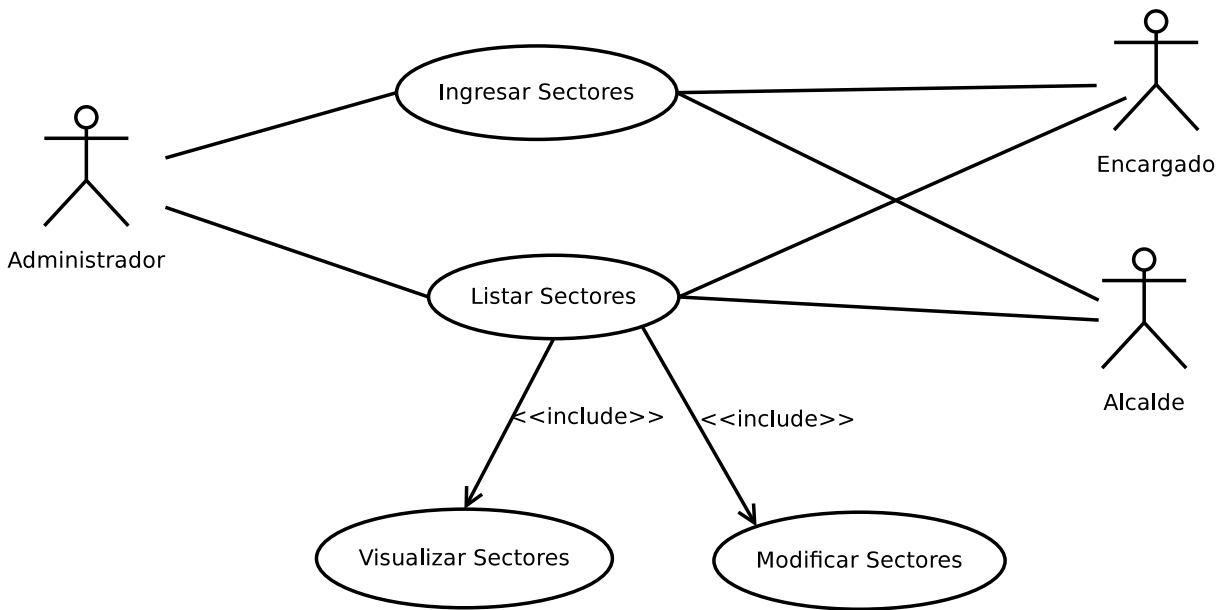 Ingresar Sectores
Encargado
Administrador
Listar Sectores
Alcalde
<<include>>
<<include>>
Visualizar Sectores
Modificar Sectores